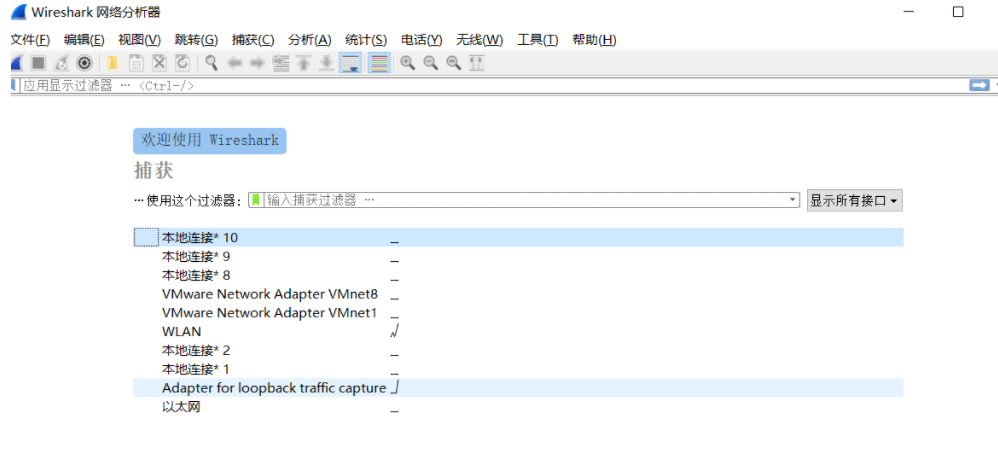 Wireshark 网络分析器
文件(F) 编辑(E) 视图(V) 跳转(G) 捕获(C) 分析(A) 统计(S) 电话(Y) 无线(W) 工具(T) 帮助(H)
应用显示过滤器 … <Ctrl-/>
欢迎使用 Wireshark
捕获
…使用这个过滤器: 输入捕获过滤器 … 显示所有接口
本地连接* 10
本地连接* 9
本地连接* 8
VMware Network Adapter VMnet8
VMware Network Adapter VMnet1
WLAN
本地连接* 2
本地连接* 1
Adapter for loopback traffic capture
以太网